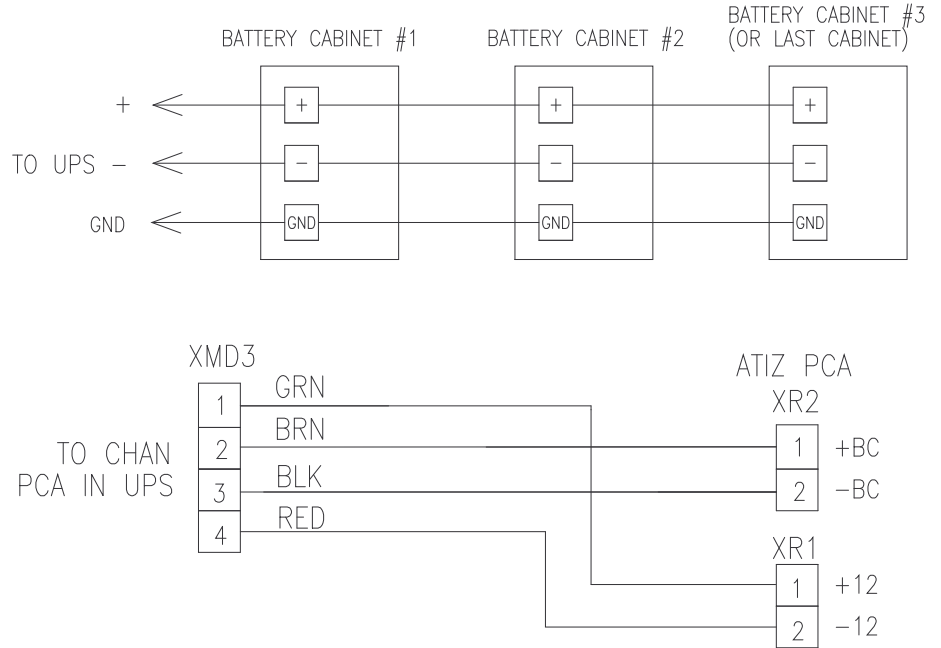 BATTERY CABINET #1
BATTERY CABINET #2
BATTERY CABINET #3
(OR LAST CABINET)
+
+
+
+
TO UPS -
-
-
-
GND
GND
GND
GND
XMD3
1
2
3
4
GRN
BRN
BLK
RED
TO CHAN
PCA IN UPS
ATIZ PCA
XR2
1 +BC
2 -BC
XR1
1 +12
2 -12